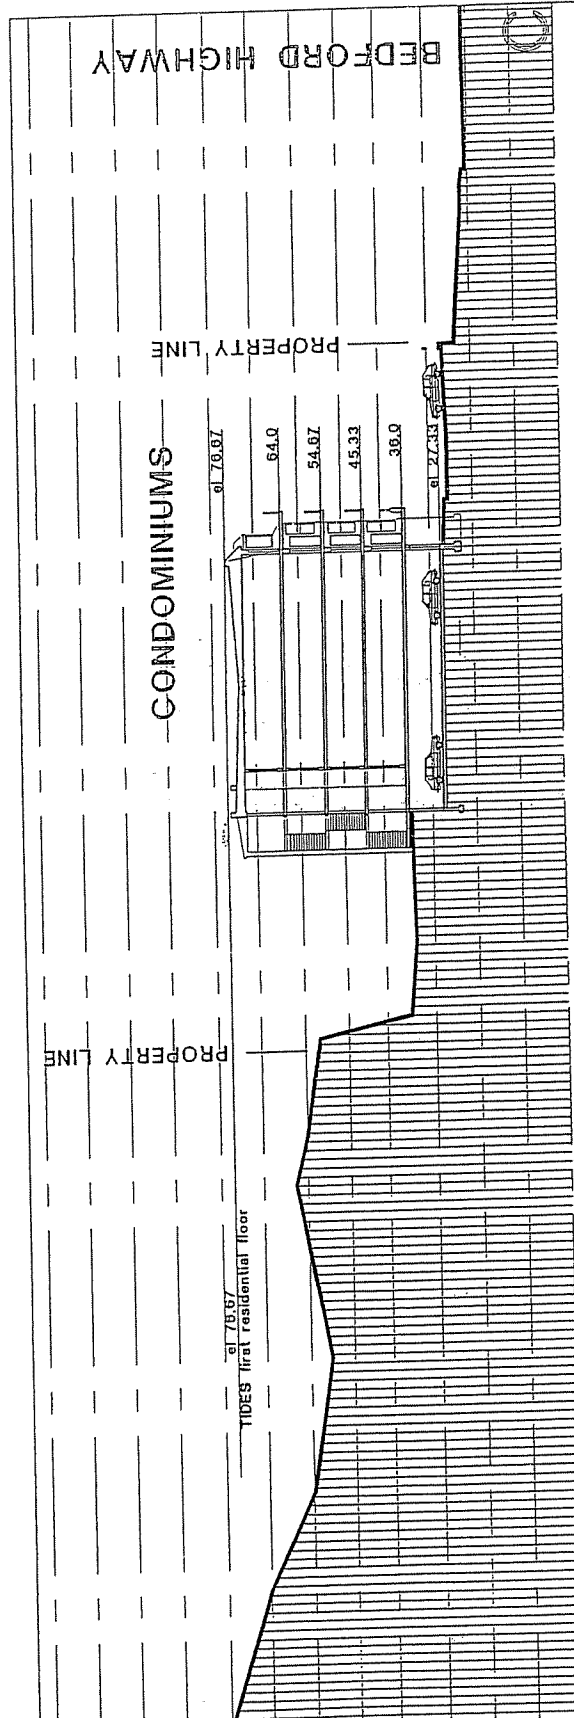 BEDFORD HIGHWAY
PROPERTY LINE
CONDOMINIUMS
el 76.67
64.0
54.67
45.33
36.0
el 27.33
PROPERTY LINE
el 78.67
TIDES first residential floor